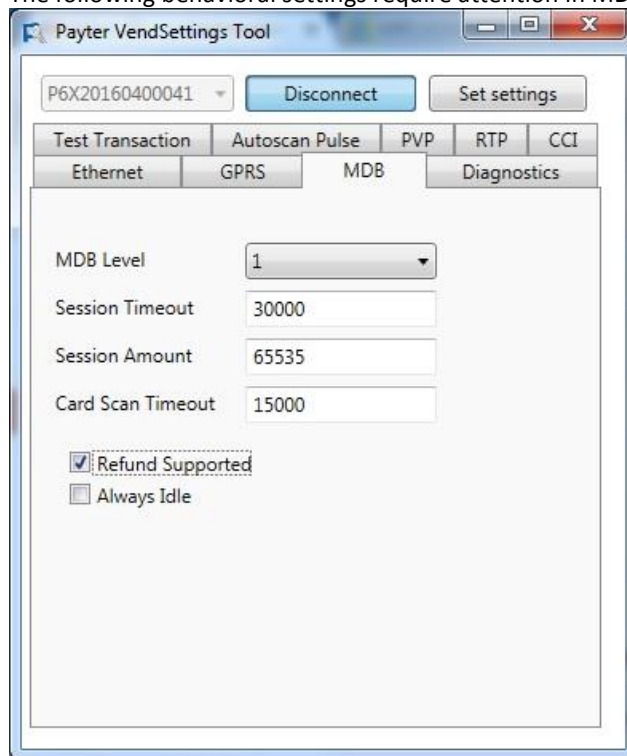 The following behavioral settings require attention in MD
Payter VendSettings Tool
P6X20160400041 Disconnect Set settings
Test Transaction Autoscan Pulse PVP RTP CCI
Ethernet GPRS MDB Diagnostics
MDB Level 1
Session Timeout 30000
Session Amount 65535
Card Scan Timeout 15000
Refund Supported
Always Idle